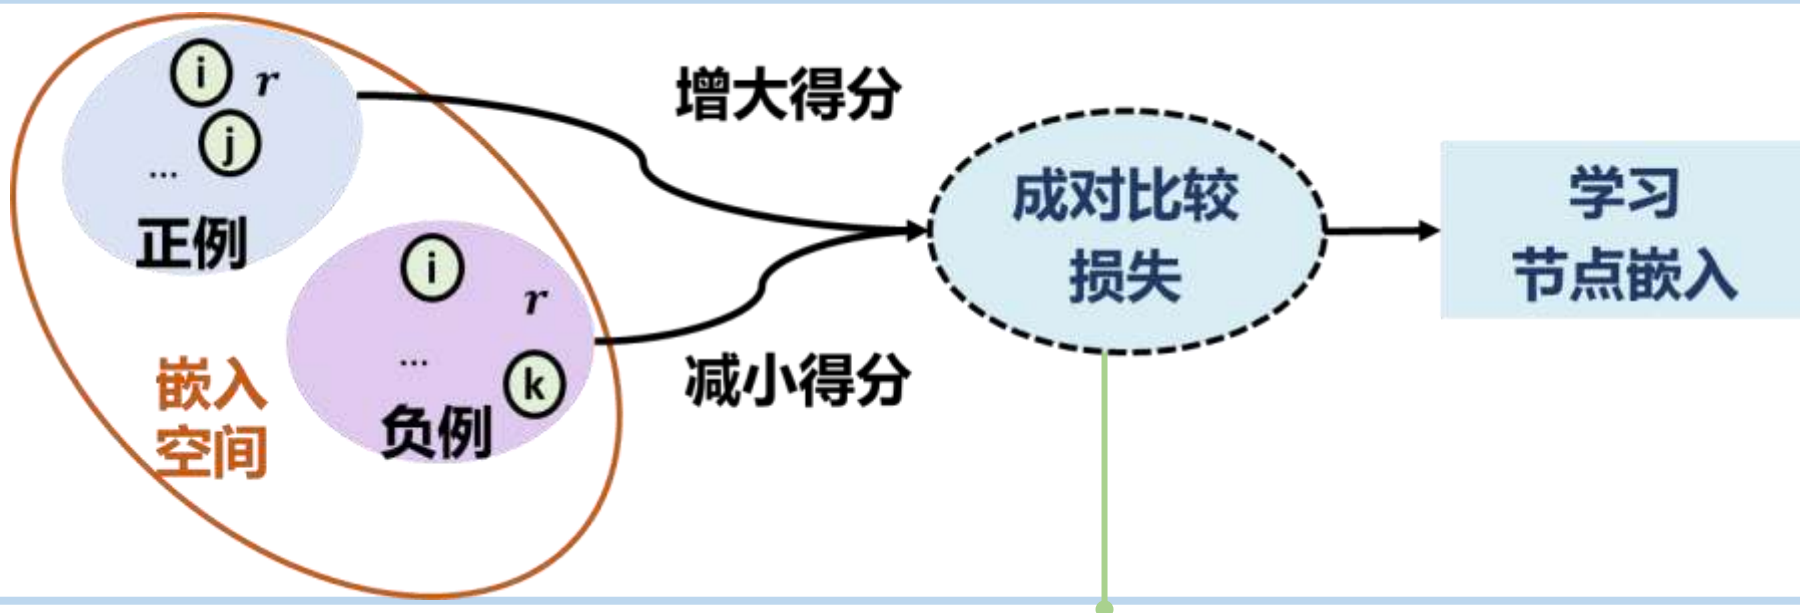 i r
j
...
正例
i
r
...
k
负例
嵌入
空间
增大得分
减小得分
成对比较
损失
学习
节点嵌入